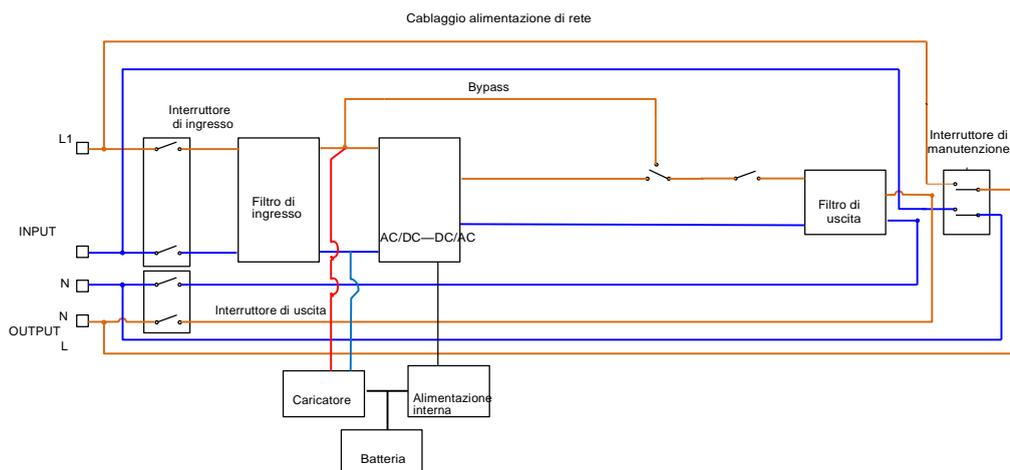 Cablaggio alimentazione di rete
Bypass
Interruttore
di ingresso
L1
Interruttore di
manutenzione
Filtro di
ingresso
Filtro di
uscita
AC/DC—DC/AC
INPUT
N
Interruttore di uscita
N
OUTPUT
L
Caricatore
Alimentazione
interna
Batteria